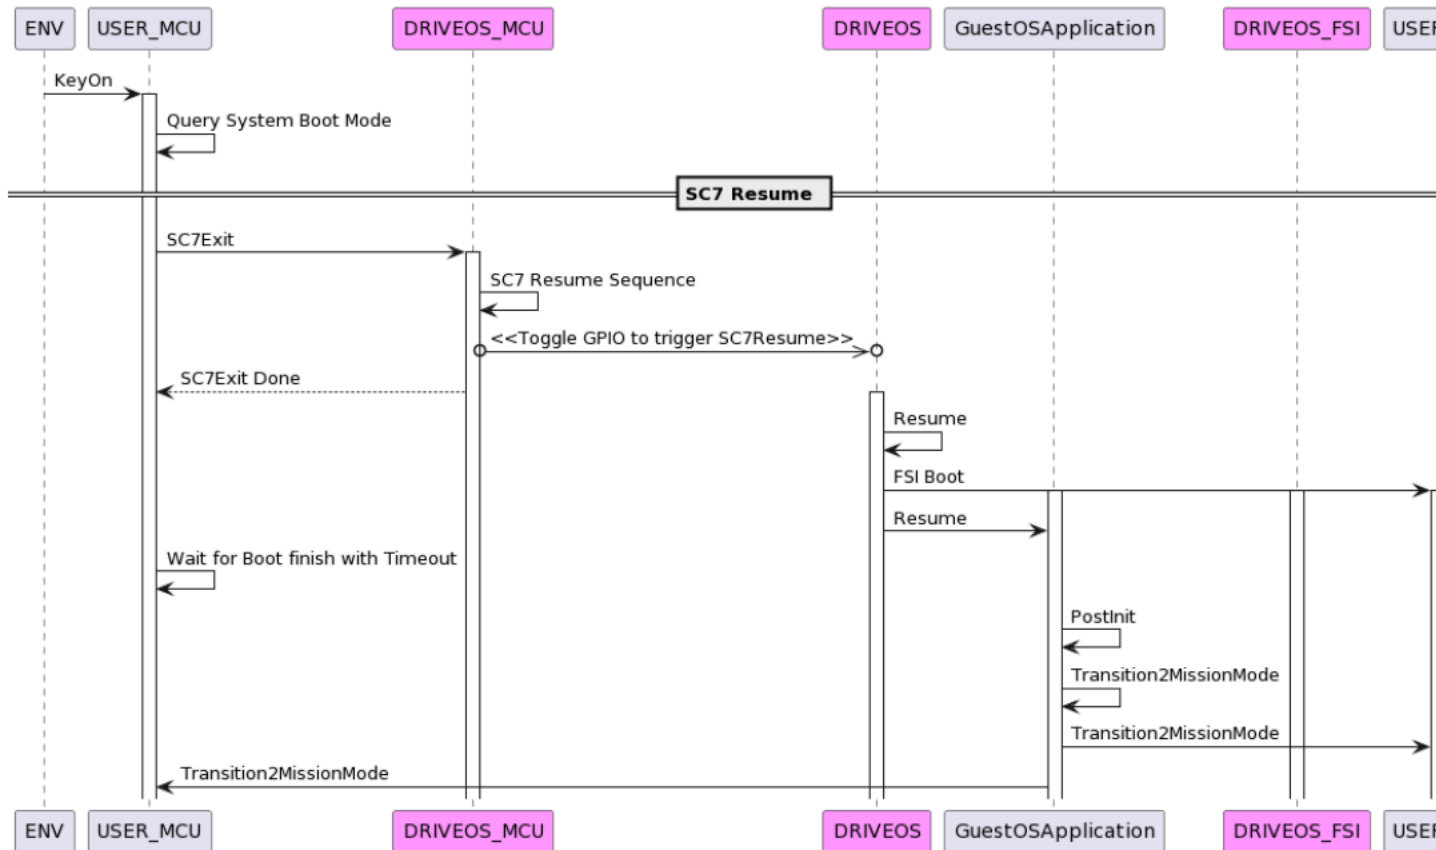 ENV USER_MCU DRIVEOS_MCU DRIVEOS GuestOSApplication DRIVEOS_FSI USER
KeyOn
Query System Boot Mode
SC7 Resume
SC7Exit
SC7 Resume Sequence
<<Toggle GPIO to trigger SC7Resume>>
SC7Exit Done
Resume
FSI Boot
Resume
Wait for Boot finish with Timeout
PostInit
Transition2MissionMode
Transition2MissionMode
Transition2MissionMode
ENV USER_MCU DRIVEOS_MCU DRIVEOS GuestOSApplication DRIVEOS_FSI USER